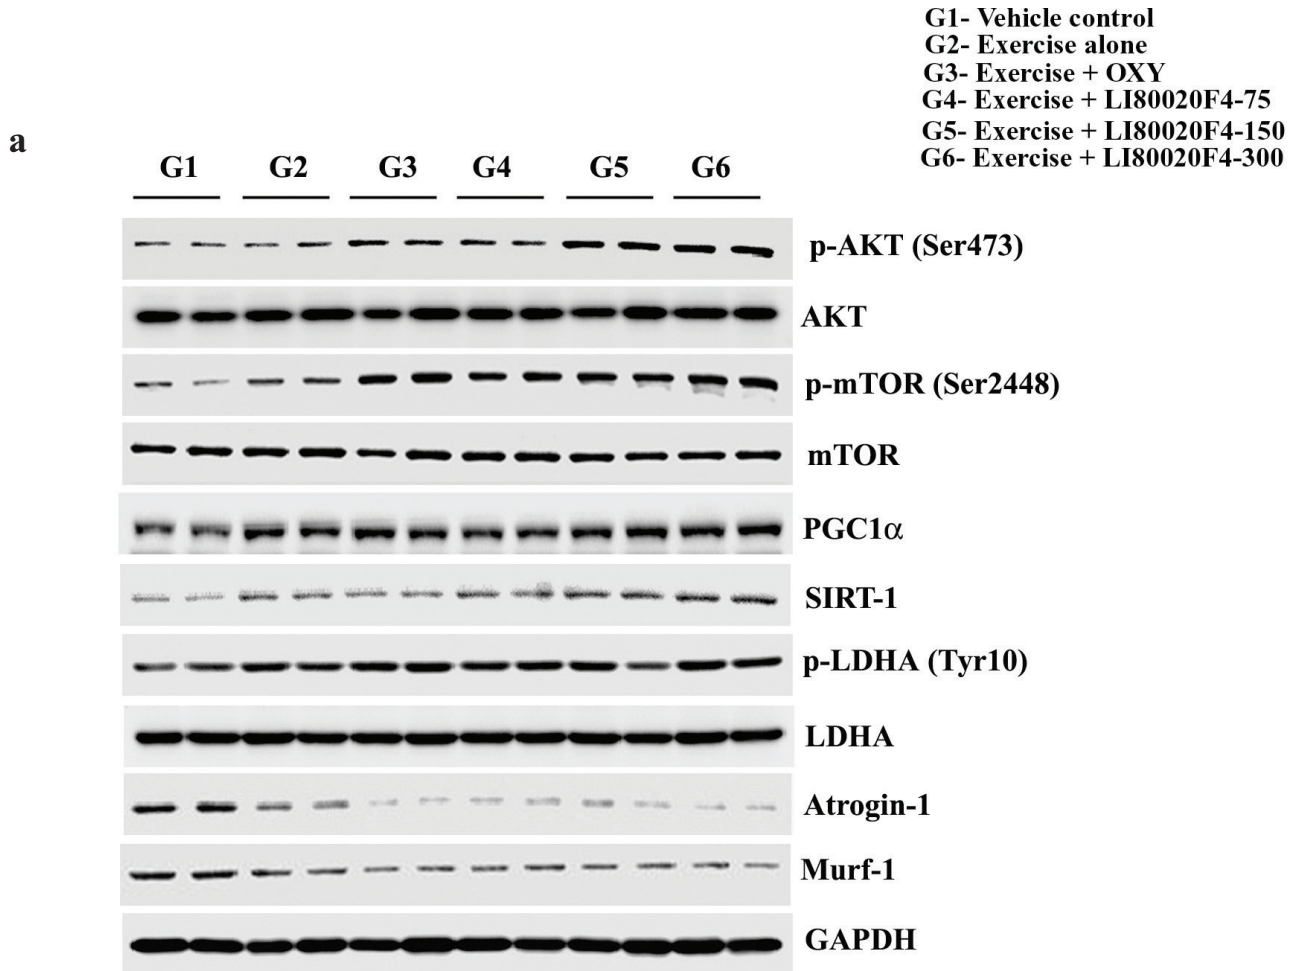 G1- Vehicle control
G2- Exercise alone
G3- Exercise + OXY
G4- Exercise + LI80020F4-75
G5- Exercise + LI80020F4-150
G6- Exercise + LI80020F4-300
a
G1 G2 G3 G4 G5 G6
p-AKT (Ser473)
AKT
p-mTOR (Ser2448)
mTOR
PGC1α
SIRT-1
p-LDHA (Tyr10)
LDHA
Atrogin-1
Murf-1
GAPDH